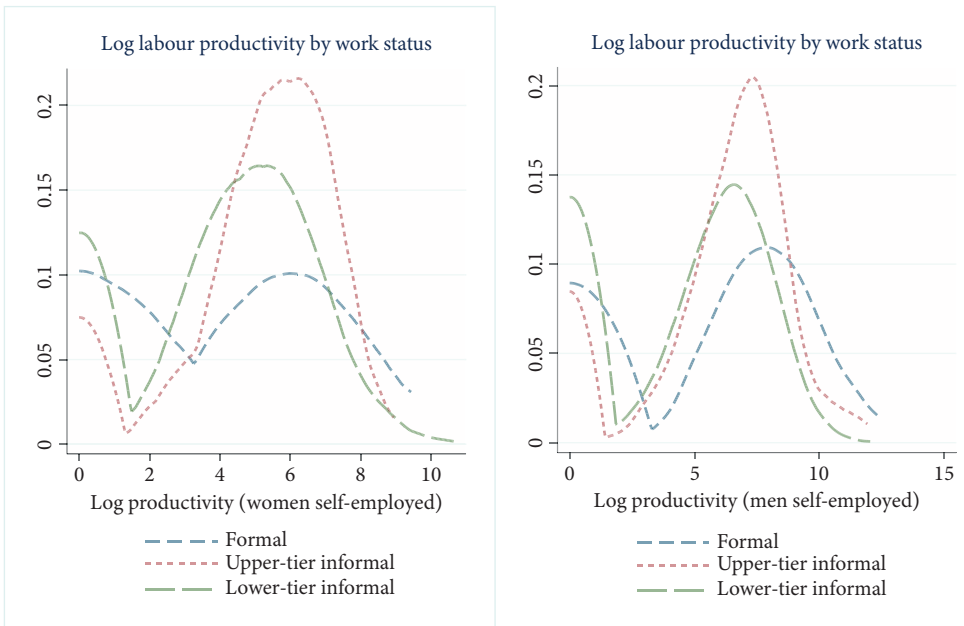 Log labour productivity by work status
0.2
0.15
0.1
0.05
0
0 2 4 6 8 10
Log productivity (women self-employed)
Formal
Upper-tier informal
Lower-tier informal
Log labour productivity by work status
0.2
0.15
0.1
0.05
0
0 5 10 15
Log productivity (men self-employed)
Formal
Upper-tier informal
Lower-tier informal